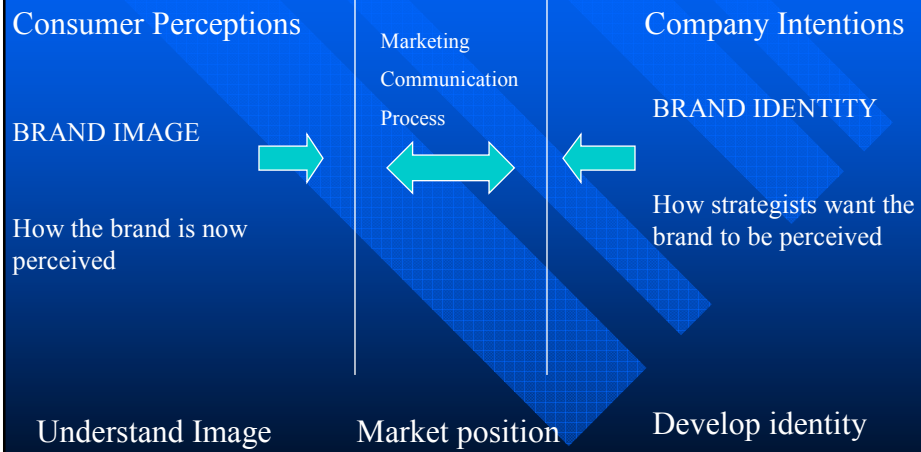 Consumer Perceptions
BRAND IMAGE
How the brand is now
perceived
Understand Image
Marketing
Communication
Process
Market position
Company Intentions
BRAND IDENTITY
How strategists want the
brand to be perceived
Develop identity